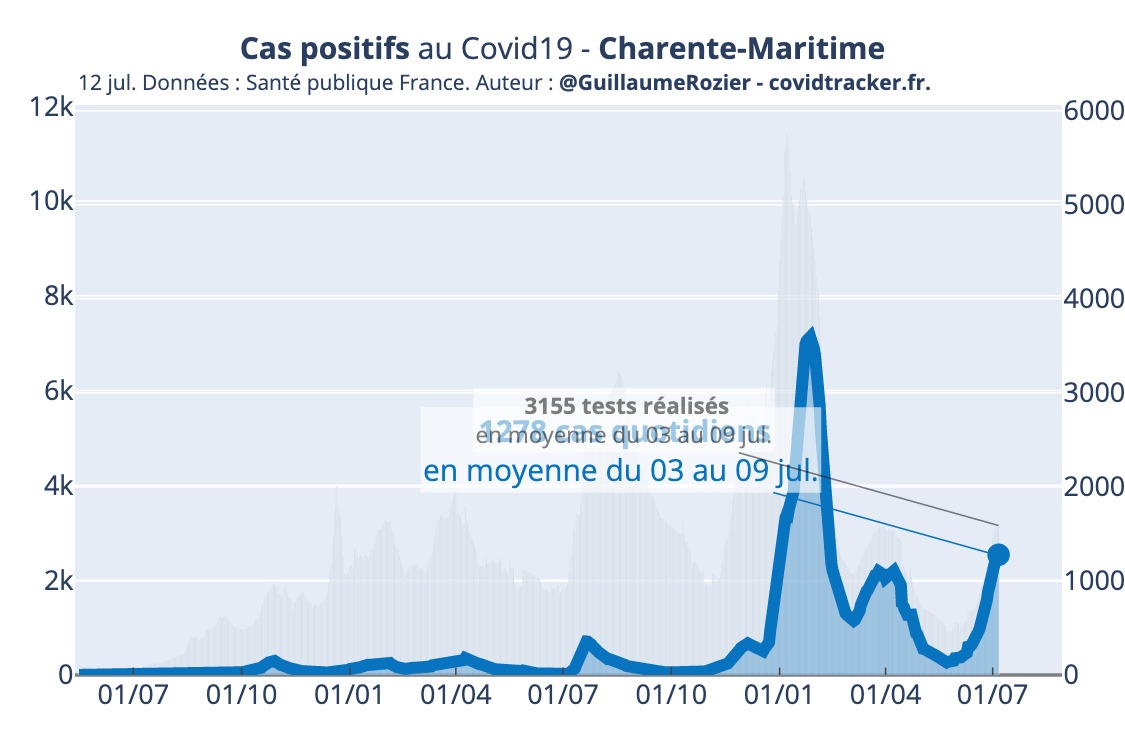 Cas positifs au Covid19 - Charente-Maritime
12 jul. Données : Santé publique France. Auteur : @GuillaumeRozier - covidtracker.fr.
12k
6000
10k
5000
8k
4000
6k
3000
3155 tests réalisés
1278 cas quotidiens
en moyenne du 03 au 09 jul.
en moyenne du 03 au 09 jul.
4k
2000
2k
1000
0
0
01/07 01/10 01/01 01/04 01/07 01/10 01/01 01/04 01/07